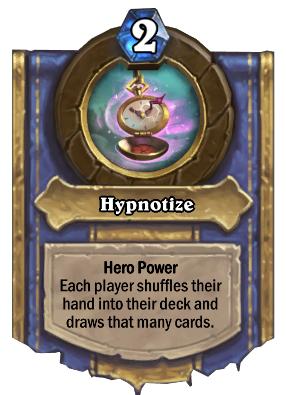 2
Hypnotize
Hero Power
Each player shuffles their
hand into their deck and
draws that many cards.